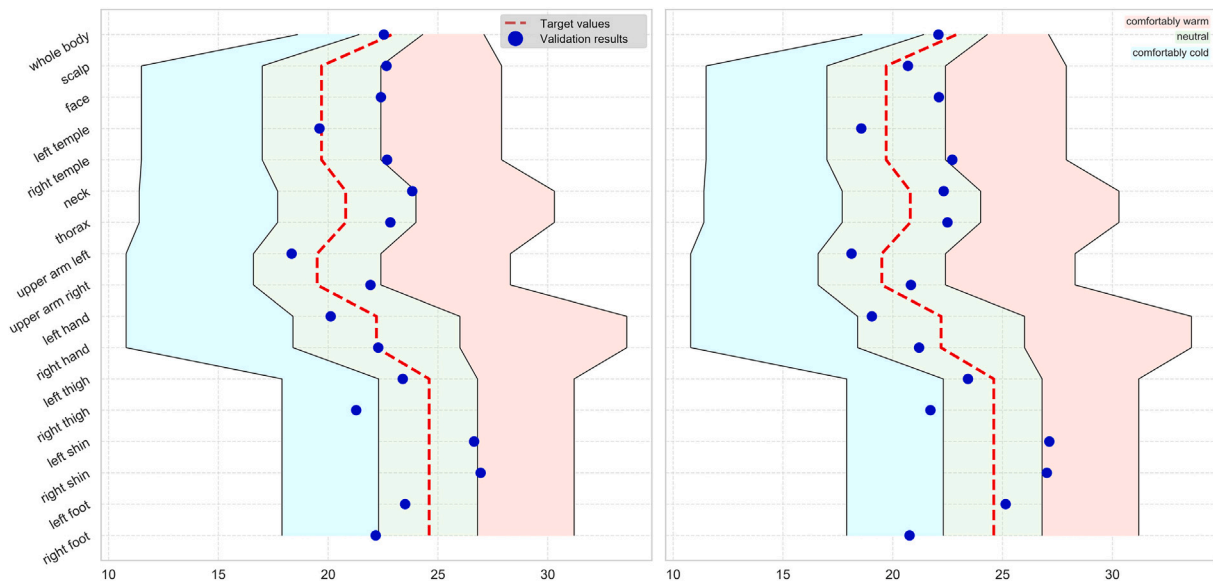 whole body
scalp
face
left temple
right temple
neck
thorax
upper arm left
upper arm right
left hand
right hand
left thigh
right thigh
left shin
right shin
left foot
right foot
Target values
Validation results
10 15 20 25 30
comfortably warm
neutral
comfortably cold
10 15 20 25 30